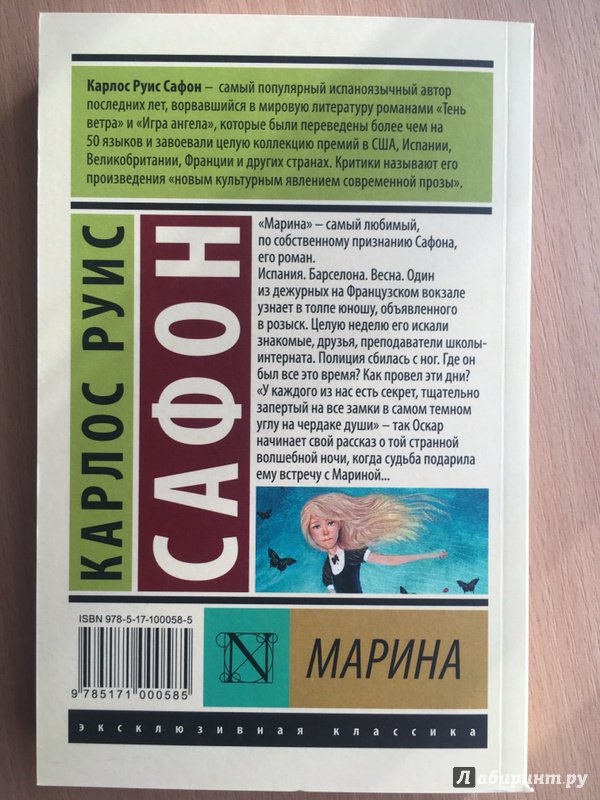 Карлос Руис Сафон – самый популярный испаноязычный автор
последних лет, ворвавшийся в мировую литературу романами «Тень
ветра» и «Игра ангела», которые были переведены более чем на
50 языков и завоевали целую коллекцию премий в США, Испании,
Великобритании, Франции и других странах. Критики называют его
произведения «новым культурным явлением современной прозы».
КАРЛОС РУИС
САФОН
«Марина» – самый любимый,
по собственному признанию Сафона,
его роман.
Испания. Барселона. Весна. Один
из дежурных на Французском вокзале
узнает в толпе юношу, объявленного
в розыск. Целую неделю его искали
знакомые, друзья, преподаватели школы-
интерната. Полиция сбилась с ног. Где он
был все это время? Как провел эти дни?
«У каждого из нас есть секрет, тщательно
запертый на все замки в самом темном
углу на чердаке души» – так Оскар
начинает свой рассказ о той странной
волшебной ночи, когда судьба подарила
ему встречу с Мариной...
ISBN 978-5-17-100058-5
9 785171 000585
N
МАРИНА
эксклюзивная классика
Лабиринт.ру